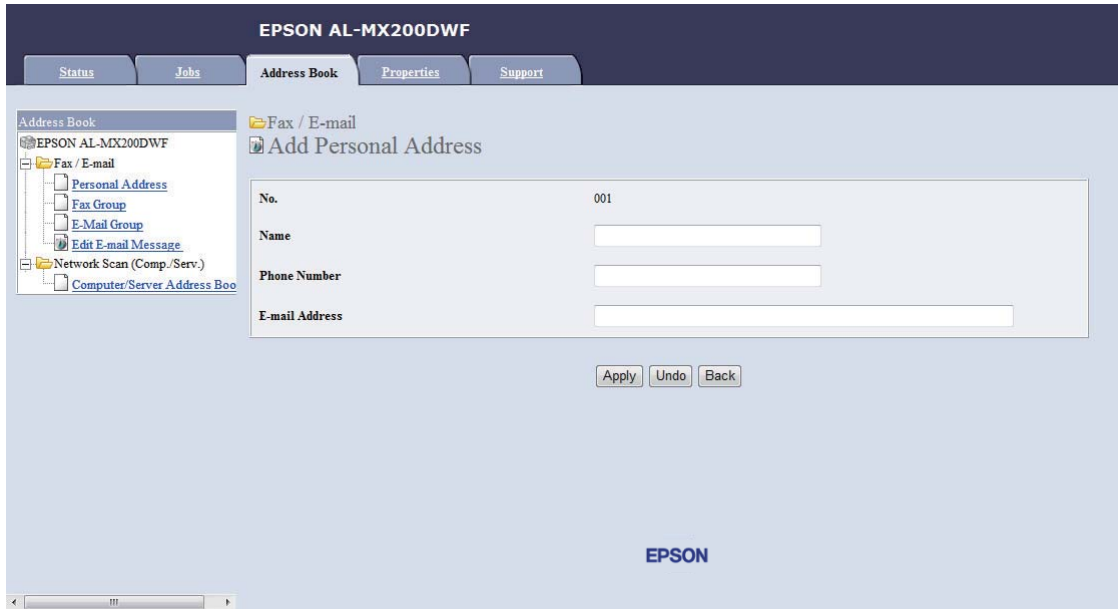 EPSON AL-MX200DWF
Status Jobs Address Book Properties Support
Address Book
EPSON AL-MX200DWF
Fax / E-mail
Personal Address
Fax Group
E-Mail Group
Edit E-mail Message
Network Scan (Comp./Serv.)
Computer/Server Address Boo
Fax / E-mail
Add Personal Address
No. 001
Name
Phone Number
E-mail Address
Apply Undo Back
EPSON